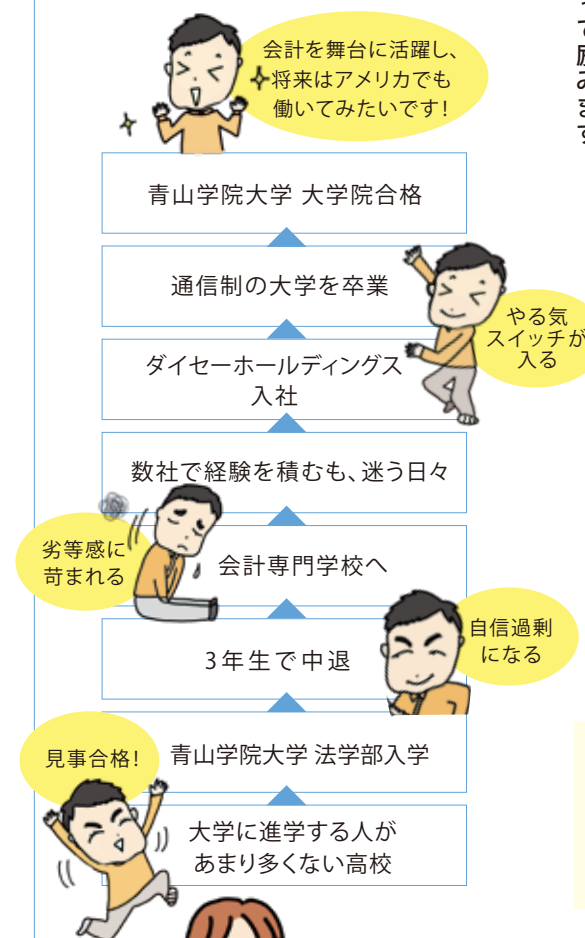 って励みます
会計を舞台に活躍し、
将来はアメリカでも
働いてみたいです！
青山学院大学 大学院合格
通信制の大学を卒業
やる気
スイッチが
入る
ダイセーホールディングス
入社
数社で経験を積むも、迷う日々
劣等感に
苛まれる
会計専門学校へ
自信過剰
になる
3年生で中退
見事合格！
青山学院大学 法学部入学
大学に進学する人が
あまり多くない高校